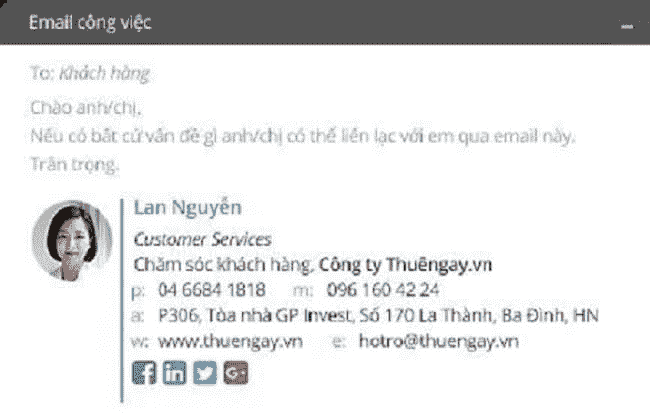 Email công việc
To: Khách hàng
Chào anh/chị,
Nếu có bất cứ vấn đề gì anh/chị có thể liên lạc với em qua email này.
Trân trọng.
Lan Nguyễn
Customer Services
Chăm sóc khách hàng, Công ty Thuêngay.vn
p: 04 6684 1818 m: 096 160 42 24
a: P306, Tòa nhà GP Invest, Số 170 La Thành, Ba Đình, HN
w: www.thuengay.vn e: hotro@thuengay.vn